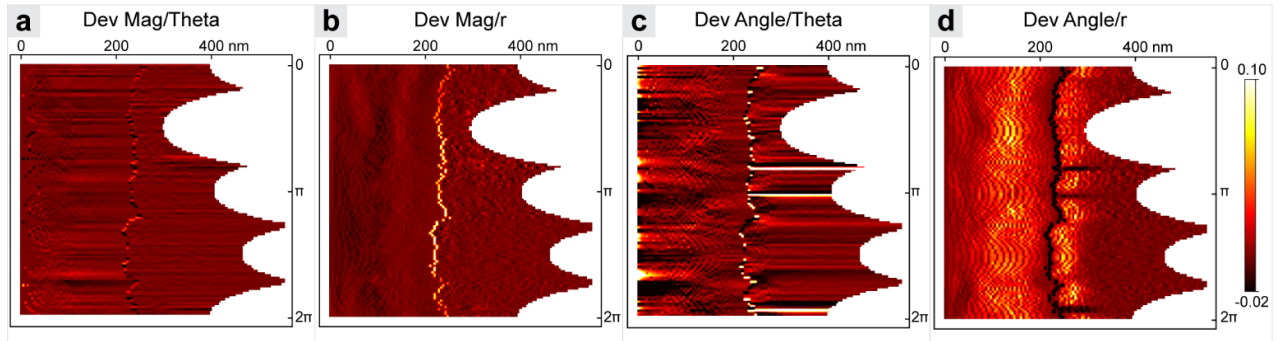 a Dev Mag/Theta
0 200 400 nm
0
π
2π
b Dev Mag/r
0 200 400 nm
0
π
2π
c Dev Angle/Theta
0 200 400 nm
0
π
2π
d Dev Angle/r
0 200 400 nm
0
π
2π
0.10
-0.02